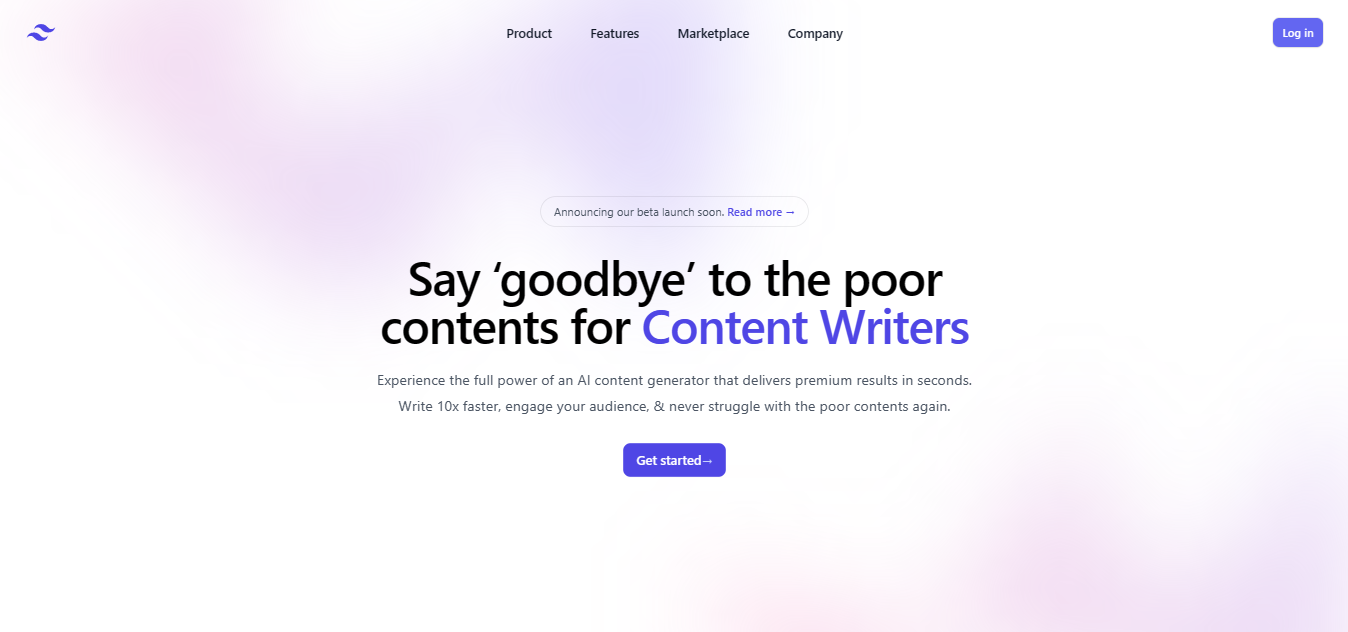 Product Features Marketplace Company Log in
Announcing our beta launch soon. Read more →
Say ‘goodbye’ to the poor
contents for Content Writers
Experience the full power of an AI content generator that delivers premium results in seconds.
Write 10x faster, engage your audience, & never struggle with the poor contents again.
Get started→